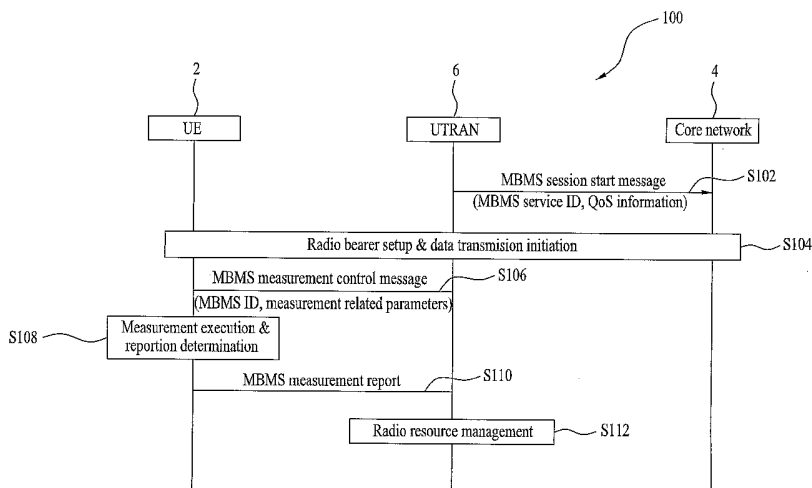 100
2
6
4
UE
UTRAN
Core network
MBMS session start message
S102
(MBMS service ID, QoS information)
Radio bearer setup & data transmision initiation
S104
MBMS measurement control message
S106
(MBMS ID, measurement related parameters)
S108
Measurement execution &
reportion determination
MBMS measurement report
S110
Radio resource management
S112